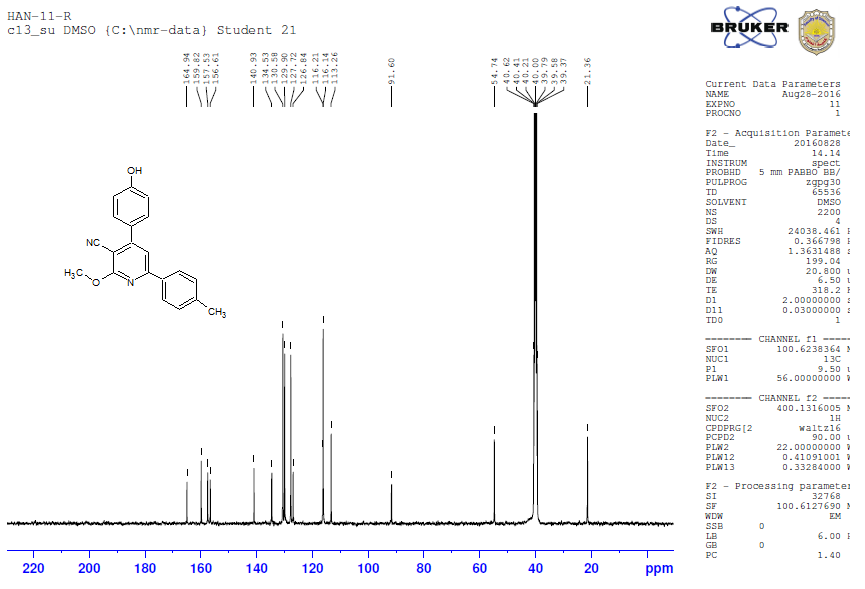 HAN-11-R
c13_su DMSO {C:\nmr-data} Student 21
BRUKER
164.94
159.82
157.53
156.61
140.93
134.53
130.58
129.90
127.72
126.84
116.21
116.14
113.26
91.60
54.74
40.62
40.41
40.21
40.00
39.79
39.58
39.37
21.36
OH
NC
H3C
O
N
CH3
220 200 180 160 140 120 100 80 60 40 20 ppm
Current Data Parameters
NAME Aug28-2016
EXPNO 11
PROCNO 1
F2 - Acquisition Paramete
Date_ 20160828
Time 14.14
INSTRUM spect
PROBHD 5 mm PABBO BB/
PULPROG zgpg30
TD 65536
SOLVENT DMSO
NS 2200
DS 4
SWH 24038.461 H
FIDRES 0.366798 H
AQ 1.3631488 s
RG 199.04
DW 20.800 u
DE 6.50 u
TE 318.2 K
D1 2.00000000 s
D11 0.03000000 s
TD0 1
======== CHANNEL f1 =====
SFO1 100.6238364 M
NUC1 13C
P1 9.50 u
PLW1 56.00000000 W
======== CHANNEL f2 =====
SFO2 400.1316005 M
NUC2 1H
CPDPRG[2 waltz16
PCPD2 90.00 u
PLW2 22.00000000 W
PLW12 0.41091001 W
PLW13 0.33284000 W
F2 - Processing parameter
SI 32768
SF 100.6127690 M
WDW EM
SSB 0
LB 6.00 H
GB 0
PC 1.40